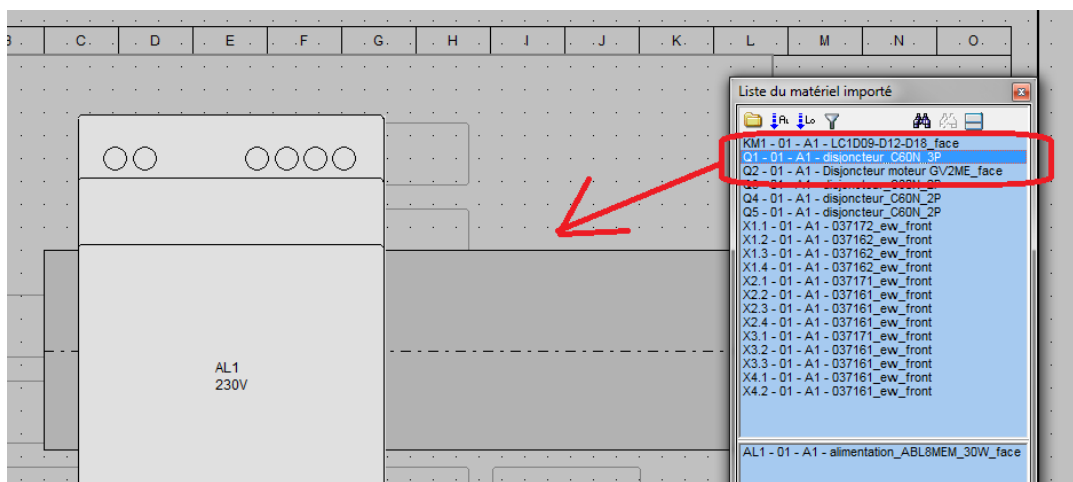 B. C. D E F G. H I J K. L M N O.
Liste du matériel importé
KM1 - 01 - A1 - LC1D09-D12-D18_face
Q1 - 01 - A1 - disjoncteur_C60N_3P
Q2 - 01 - A1 - Disjoncteur moteur GV2ME_face
Q3 - 01 - A1 - disjoncteur_C60N_2P
Q4 - 01 - A1 - disjoncteur_C60N_2P
Q5 - 01 - A1 - disjoncteur_C60N_2P
X1.1 - 01 - A1 - 037172_ew_front
X1.2 - 01 - A1 - 037162_ew_front
X1.3 - 01 - A1 - 037162_ew_front
X1.4 - 01 - A1 - 037162_ew_front
X2.1 - 01 - A1 - 037171_ew_front
X2.2 - 01 - A1 - 037161_ew_front
X2.3 - 01 - A1 - 037161_ew_front
X2.4 - 01 - A1 - 037161_ew_front
X3.1 - 01 - A1 - 037171_ew_front
X3.2 - 01 - A1 - 037161_ew_front
X3.3 - 01 - A1 - 037161_ew_front
X4.1 - 01 - A1 - 037161_ew_front
X4.2 - 01 - A1 - 037161_ew_front
AL1 - 01 - A1 - alimentation_ABL8MEM_30W_face
AL1
230V